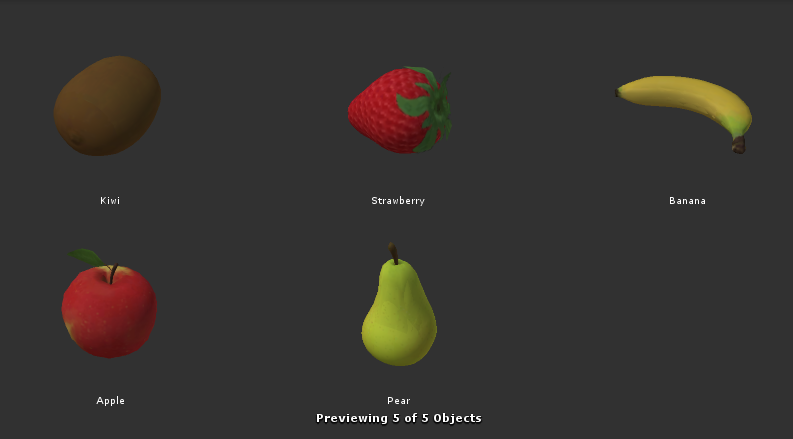 Kiwi
Strawberry
Banana
Apple
Pear
Previewing 5 of 5 Objects